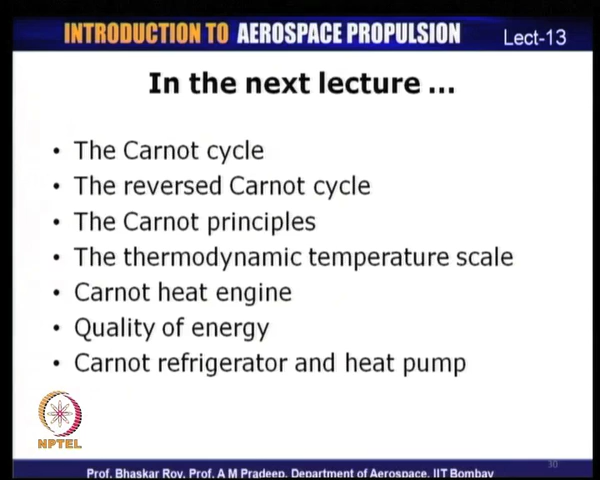 INTRODUCTION TO AEROSPACE PROPULSION Lect-13
In the next lecture ...
• The Carnot cycle
• The reversed Carnot cycle
• The Carnot principles
• The thermodynamic temperature scale
• Carnot heat engine
• Quality of energy
• Carnot refrigerator and heat pump
NPTEL
30
Prof. Bhaskar Roy, Prof. A M Pradeep, Department of Aerospace, IIT Bombay